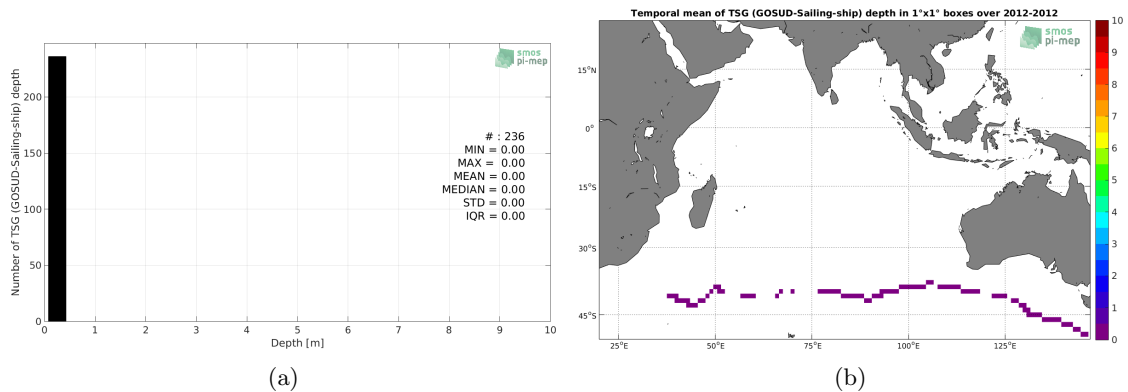 smos
pi-mep
Number of TSG (GOSUD-Sailing-ship) depth
200
150
100
50
0
# : 236
MIN = 0.00
MAX = 0.00
MEAN = 0.00
MEDIAN = 0.00
STD = 0.00
IQR = 0.00
0 1 2 3 4 5 6 7 8 9 10
Depth [m]
(a)
Temporal mean of TSG (GOSUD-Sailing-ship) depth in 1°x1° boxes over 2012-2012
smos
pi-mep
15°N
0°
15°S
30°S
45°S
25°E 50°E 75°E 100°E 125°E
10
9
8
7
6
5
4
3
2
1
0
(b)